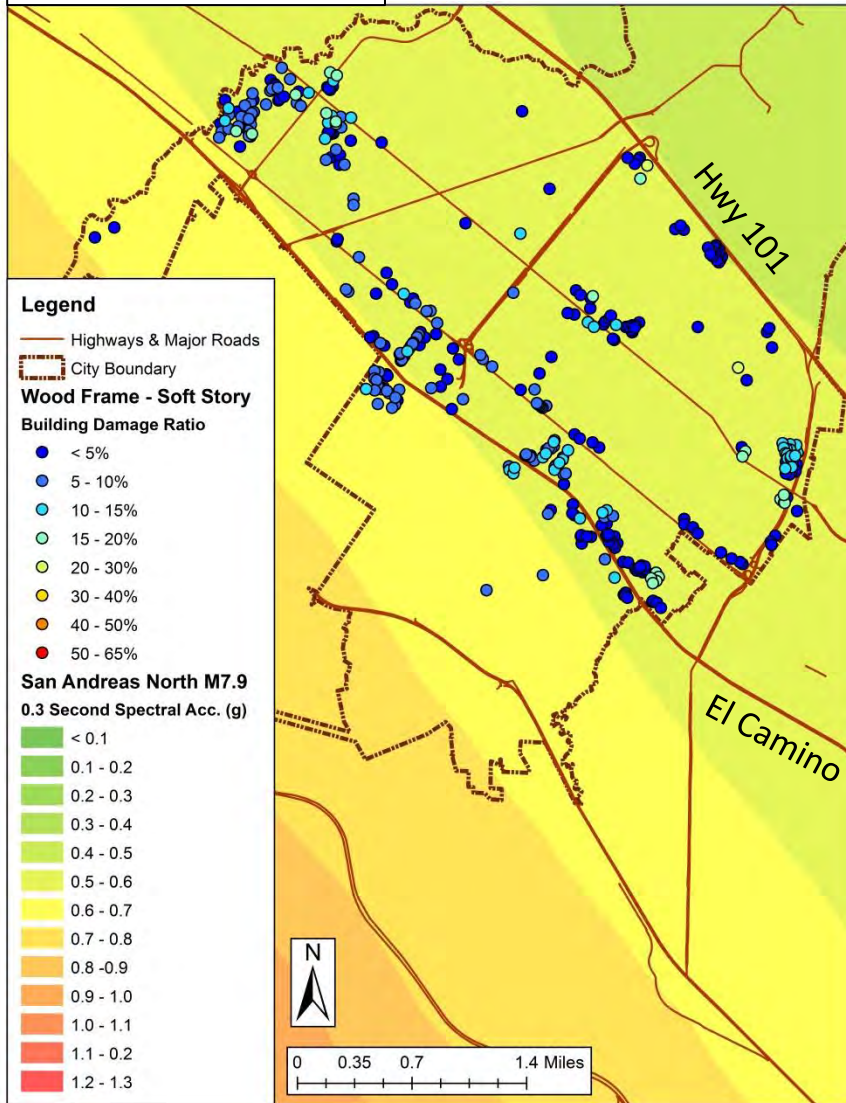 Hwy 101
El Camino
Legend
Highways & Major Roads
City Boundary
Wood Frame - Soft Story
Building Damage Ratio
< 5%
5 - 10%
10 - 15%
15 - 20%
20 - 30%
30 - 40%
40 - 50%
50 - 65%
San Andreas North M7.9
0.3 Second Spectral Acc. (g)
< 0.1
0.1 - 0.2
0.2 - 0.3
0.3 - 0.4
0.4 - 0.5
0.5 - 0.6
0.6 - 0.7
0.7 - 0.8
0.8 -0.9
0.9 - 1.0
1.0 - 1.1
1.1 - 0.2
1.2 - 1.3
N
0 0.35 0.7 1.4 Miles